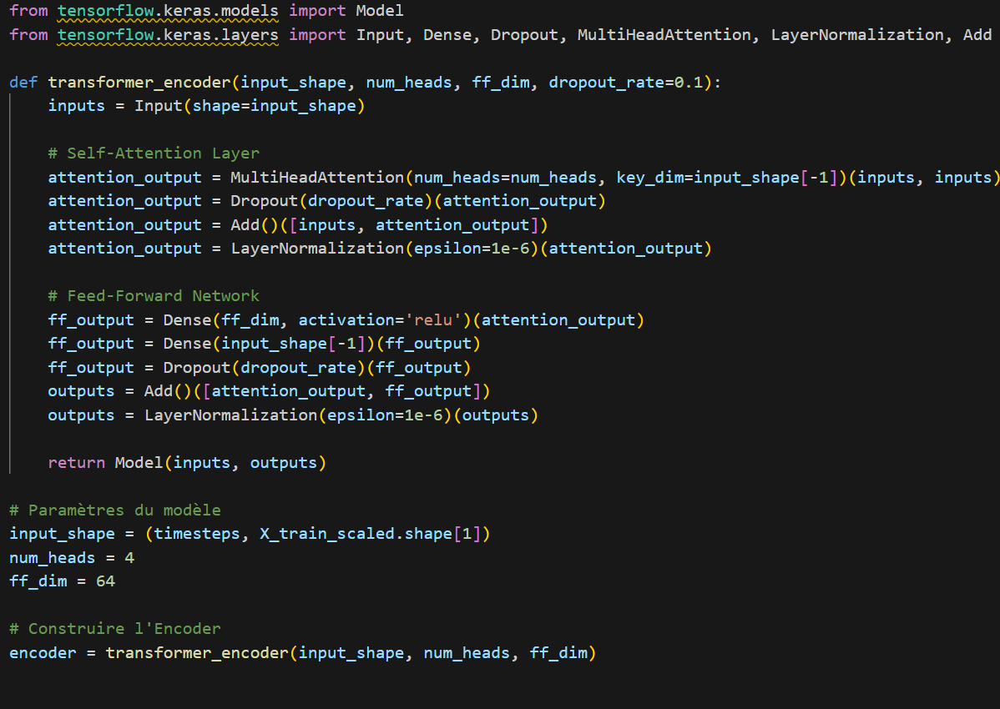 from tensorflow.keras.models import Model
from tensorflow.keras.layers import Input, Dense, Dropout, MultiHeadAttention, LayerNormalization, Add
def transformer_encoder(input_shape, num_heads, ff_dim, dropout_rate=0.1):
    inputs = Input(shape=input_shape)
    # Self-Attention Layer
    attention_output = MultiHeadAttention(num_heads=num_heads, key_dim=input_shape[-1])(inputs, inputs)
    attention_output = Dropout(dropout_rate)(attention_output)
    attention_output = Add()([inputs, attention_output])
    attention_output = LayerNormalization(epsilon=1e-6)(attention_output)
    # Feed-Forward Network
    ff_output = Dense(ff_dim, activation='relu')(attention_output)
    ff_output = Dense(input_shape[-1])(ff_output)
    ff_output = Dropout(dropout_rate)(ff_output)
    outputs = Add()([attention_output, ff_output])
    outputs = LayerNormalization(epsilon=1e-6)(outputs)
    return Model(inputs, outputs)
# Paramètres du modèle
input_shape = (timesteps, X_train_scaled.shape[1])
num_heads = 4
ff_dim = 64
# Construire l'Encoder
encoder = transformer_encoder(input_shape, num_heads, ff_dim)